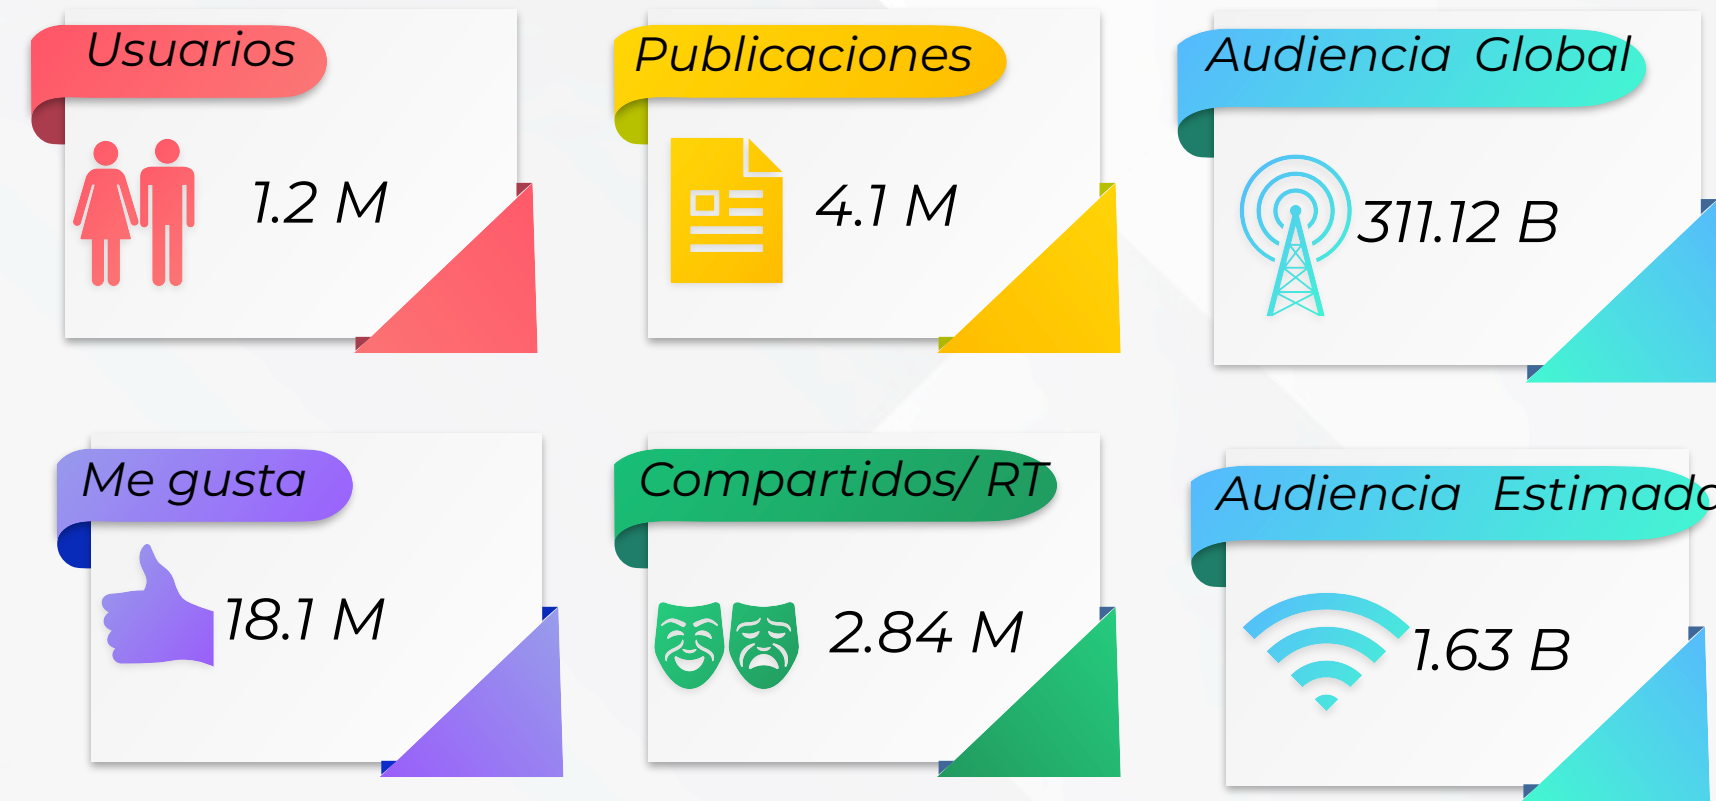 Usuarios
1.2 M
Publicaciones
4.1 M
Audiencia Global
311.12 B
Me gusta
18.1 M
Compartidos/ RT
2.84 M
Audiencia Estimada
1.63 B